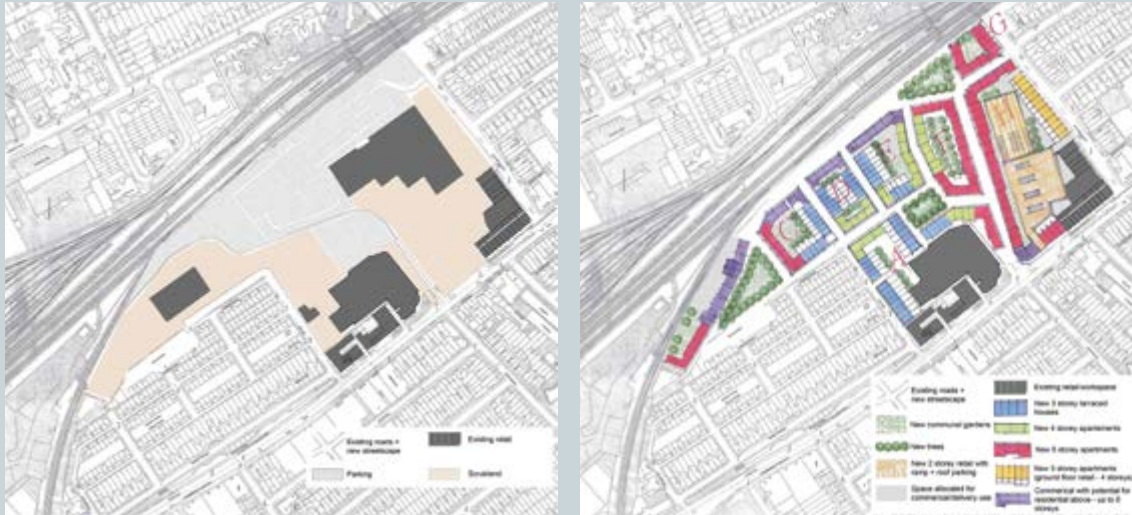 Existing roads +
new streetscape
Existing retail
Parking
Scrubland
G
C
A
Existing roads +
new streetscape
Existing retail/workspace
New communal gardens
New 3 storey terraced
houses
New trees
New 4 storey apartments
New 2 storey retail with
ramp + roof parking
New 5 storey apartments
Space allocated for
commercial/delivery use
New 5 storey apartments
(ground floor retail - 4 storeys)
Commercial with potential for
residential above - up to
storeys